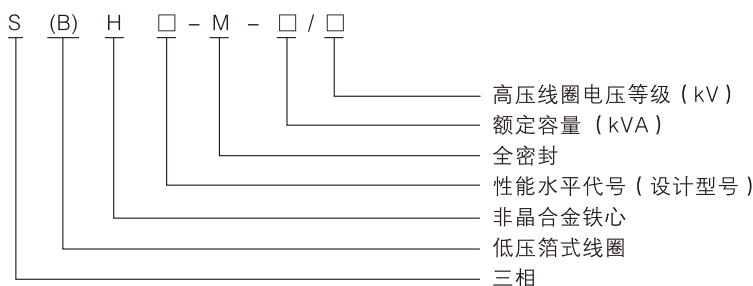 S (B) H □ - M - □ / □
高压线圈电压等级（kV）
额定容量（kVA）
全密封
性能水平代号（设计型号）
非晶合金铁心
低压箔式线圈
三相